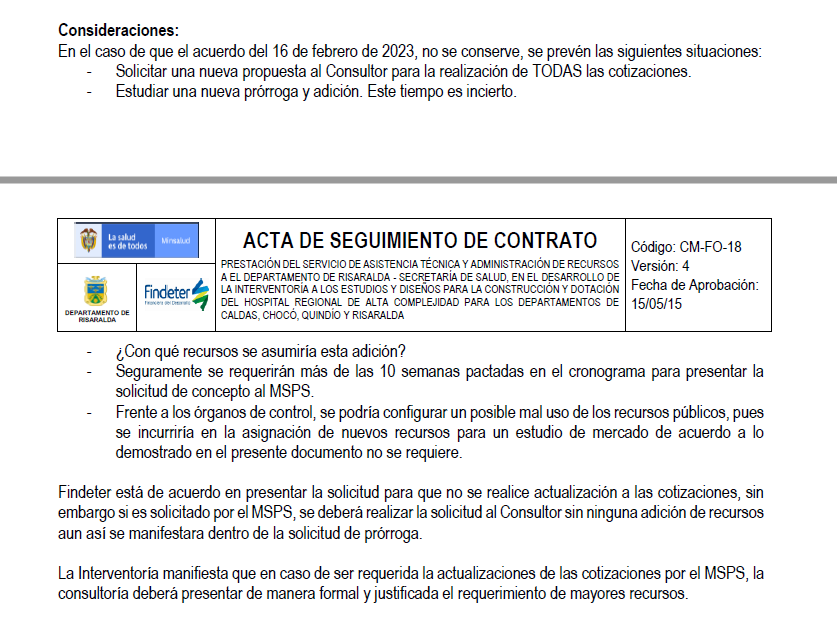 Consideraciones:
En el caso de que el acuerdo del 16 de febrero de 2023, no se conserve, se prevén las siguientes situaciones:
- Solicitar una nueva propuesta al Consultor para la realización de TODAS las cotizaciones.
- Estudiar una nueva prórroga y adición. Este tiempo es incierto.
La salud
es de todos
Minsalud
DEPARTAMENTO DE
RISARALDA
Findeter
ACTA DE SEGUIMIENTO DE CONTRATO
PRESTACIÓN DEL SERVICIO DE ASISTENCIA TÉCNICA Y ADMINISTRACIÓN DE RECURSOS
A EL DEPARTAMENTO DE RISARALDA - SECRETARÍA DE SALUD, EN EL DESARROLLO DE
LA INTERVENTORÍA A LOS ESTUDIOS Y DISEÑOS PARA LA CONSTRUCCIÓN Y DOTACIÓN
DEL HOSPITAL REGIONAL DE ALTA COMPLEJIDAD PARA LOS DEPARTAMENTOS DE
CALDAS, CHOCÓ, QUINDÍO Y RISARALDA
Código: CM-FO-18
Versión: 4
Fecha de Aprobación:
15/05/15
- ¿Con qué recursos se asumiría esta adición?
- Seguramente se requerirán más de las 10 semanas pactadas en el cronograma para presentar la
solicitud de concepto al MSPS.
- Frente a los órganos de control, se podría configurar un posible mal uso de los recursos públicos, pues
se incurriría en la asignación de nuevos recursos para un estudio de mercado de acuerdo a lo
demostrado en el presente documento no se requiere.
Findeter está de acuerdo en presentar la solicitud para que no se realice actualización a las cotizaciones, sin
embargo si es solicitado por el MSPS, se deberá realizar la solicitud al Consultor sin ninguna adición de recursos
aun así se manifestara dentro de la solicitud de prórroga.
La Interventoría manifiesta que en caso de ser requerida la actualizaciones de las cotizaciones por el MSPS, la
consultoría deberá presentar de manera formal y justificada el requerimiento de mayores recursos.